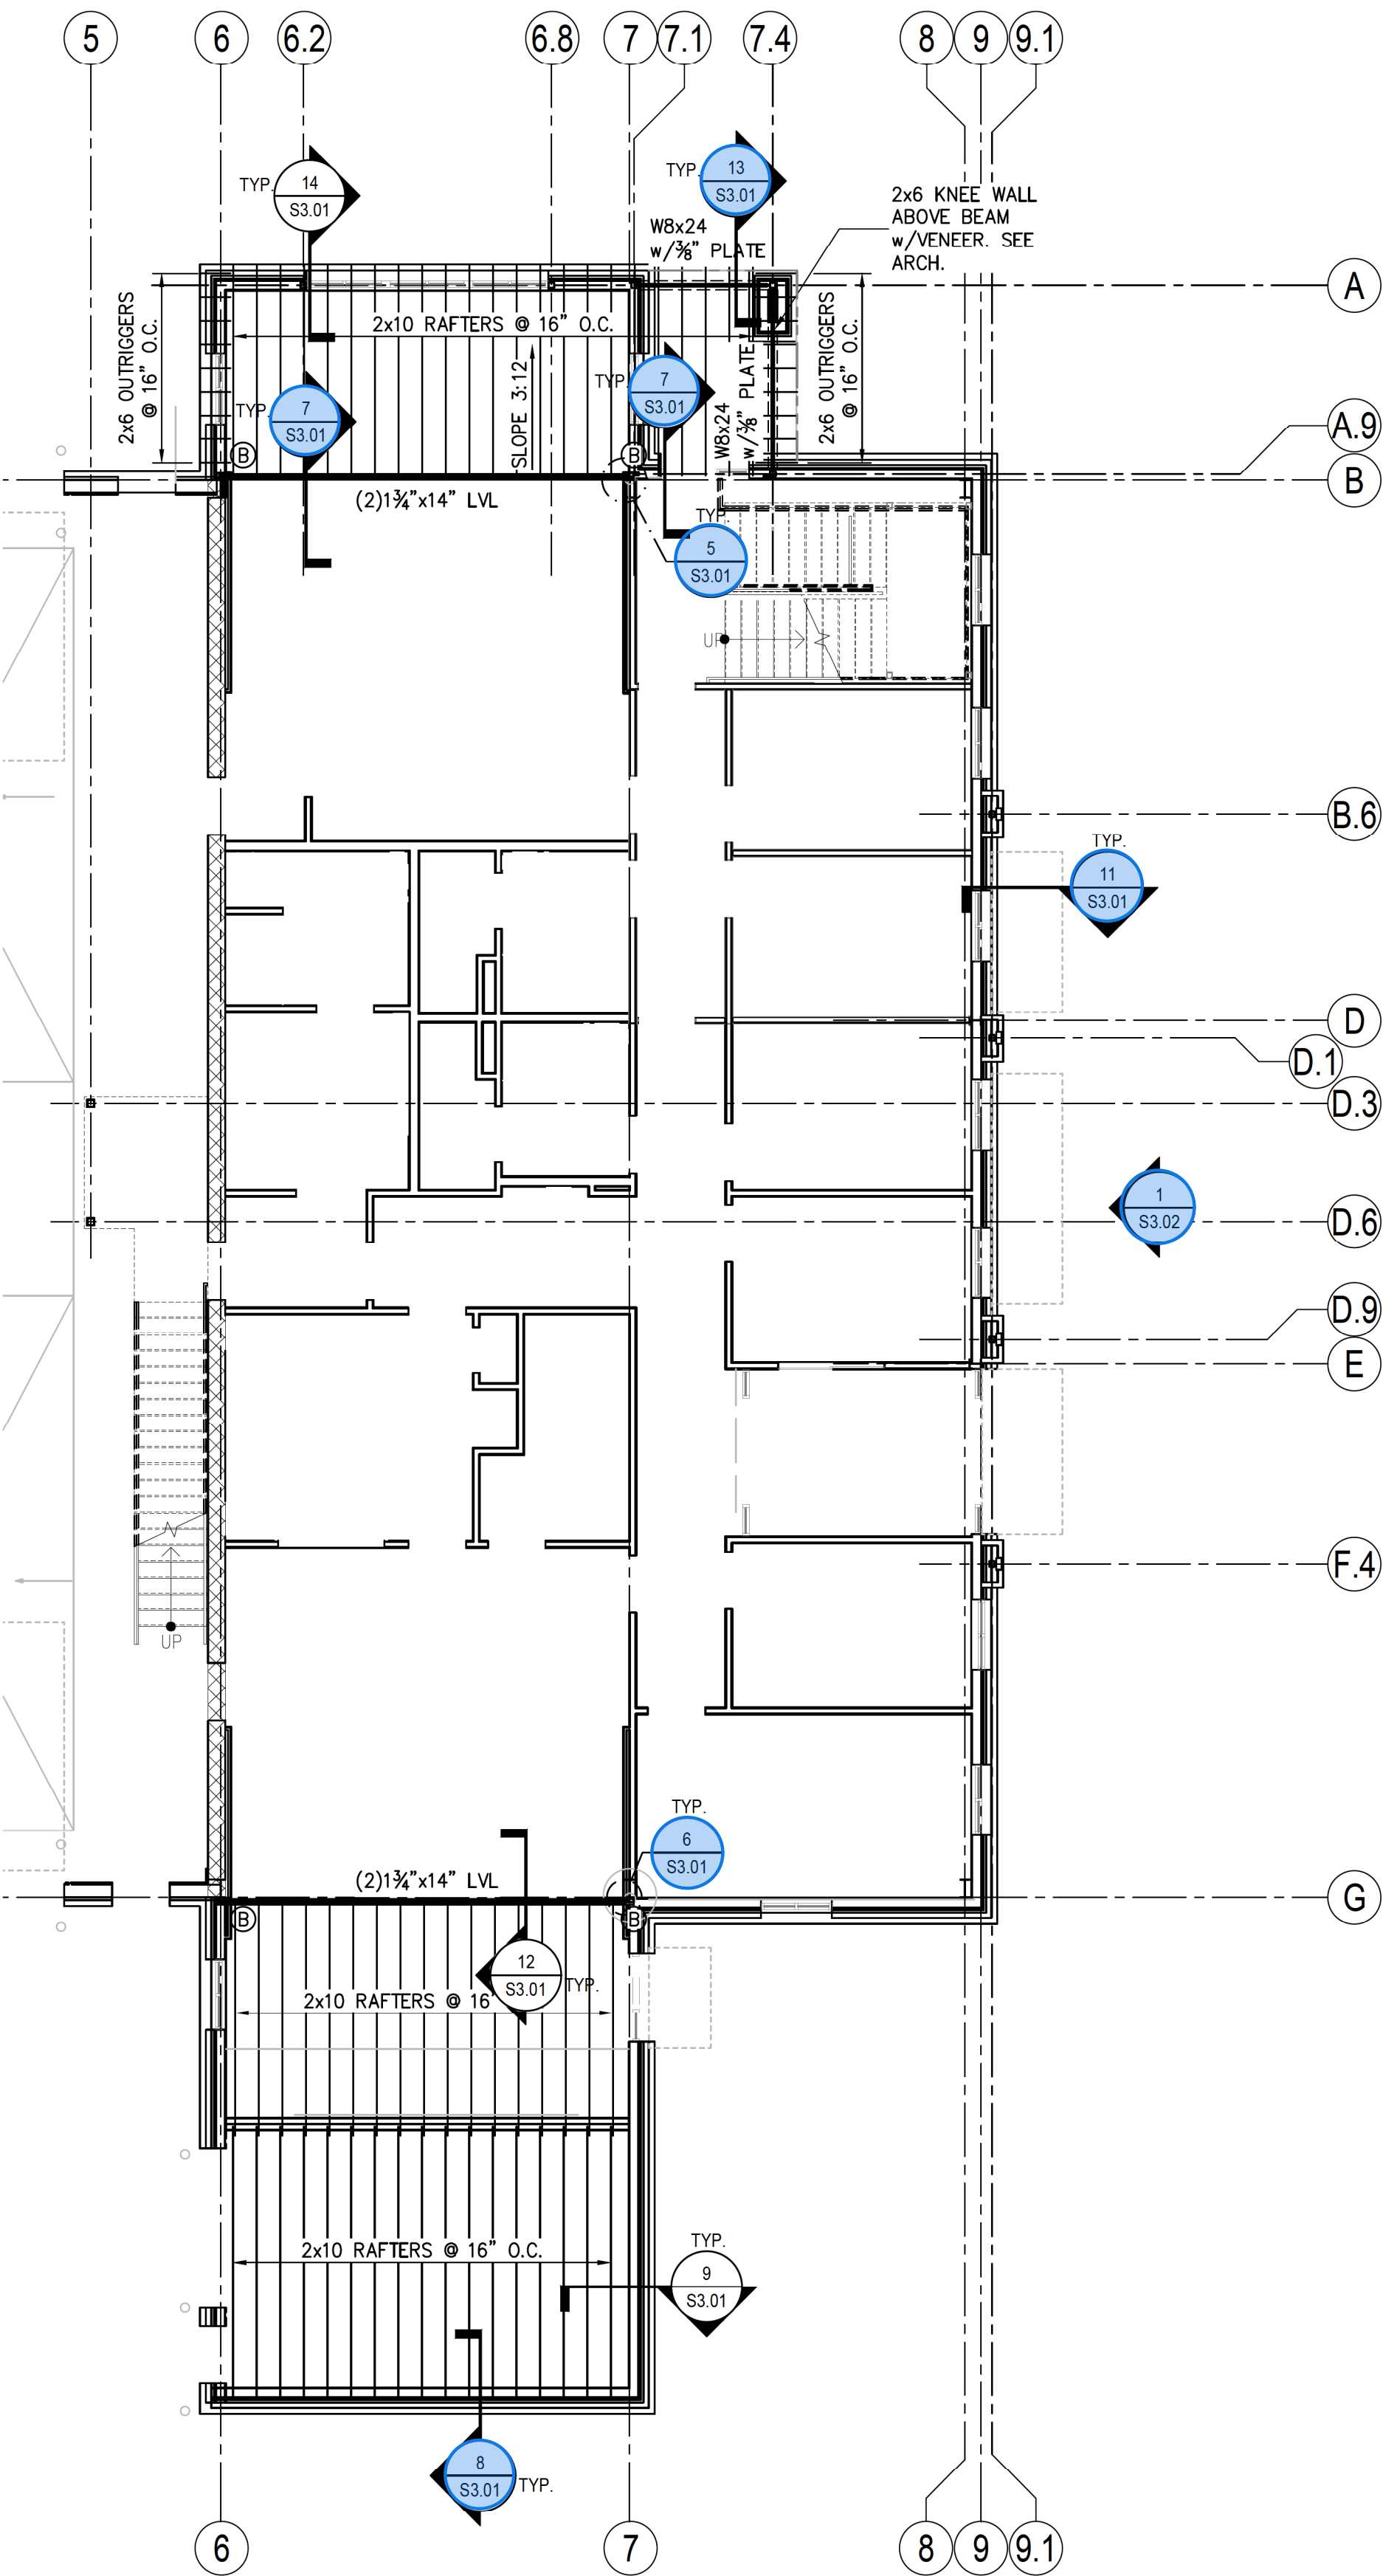 5
6
6.2
6.8
7
7.1
7.4
8
9
9.1
TYP.
14
S3.01
TYP.
13
S3.01
2x6 KNEE WALL
ABOVE BEAM
w/VENEER. SEE
ARCH.
W8x24
w/⅜" PLATE
A
2x6 OUTRIGGERS
@ 16" O.C.
2x10 RAFTERS @ 16" O.C.
SLOPE 3:12
TYP.
7
S3.01
TYP.
7
S3.01
W8x24
w/⅜" PLATE
2x6 OUTRIGGERS
@ 16" O.C.
A.9
B
B
B
(2)1¾"x14" LVL
TYP.
5
S3.01
UP
B.6
TYP.
11
S3.01
D
D.1
D.3
1
S3.02
D.6
D.9
E
F.4
UP
TYP.
6
S3.01
(2)1¾"x14" LVL
G
B
B
12
S3.01
TYP.
2x10 RAFTERS @ 16"
2x10 RAFTERS @ 16" O.C.
TYP.
9
S3.01
8
S3.01
TYP.
6
7
8
9
9.1